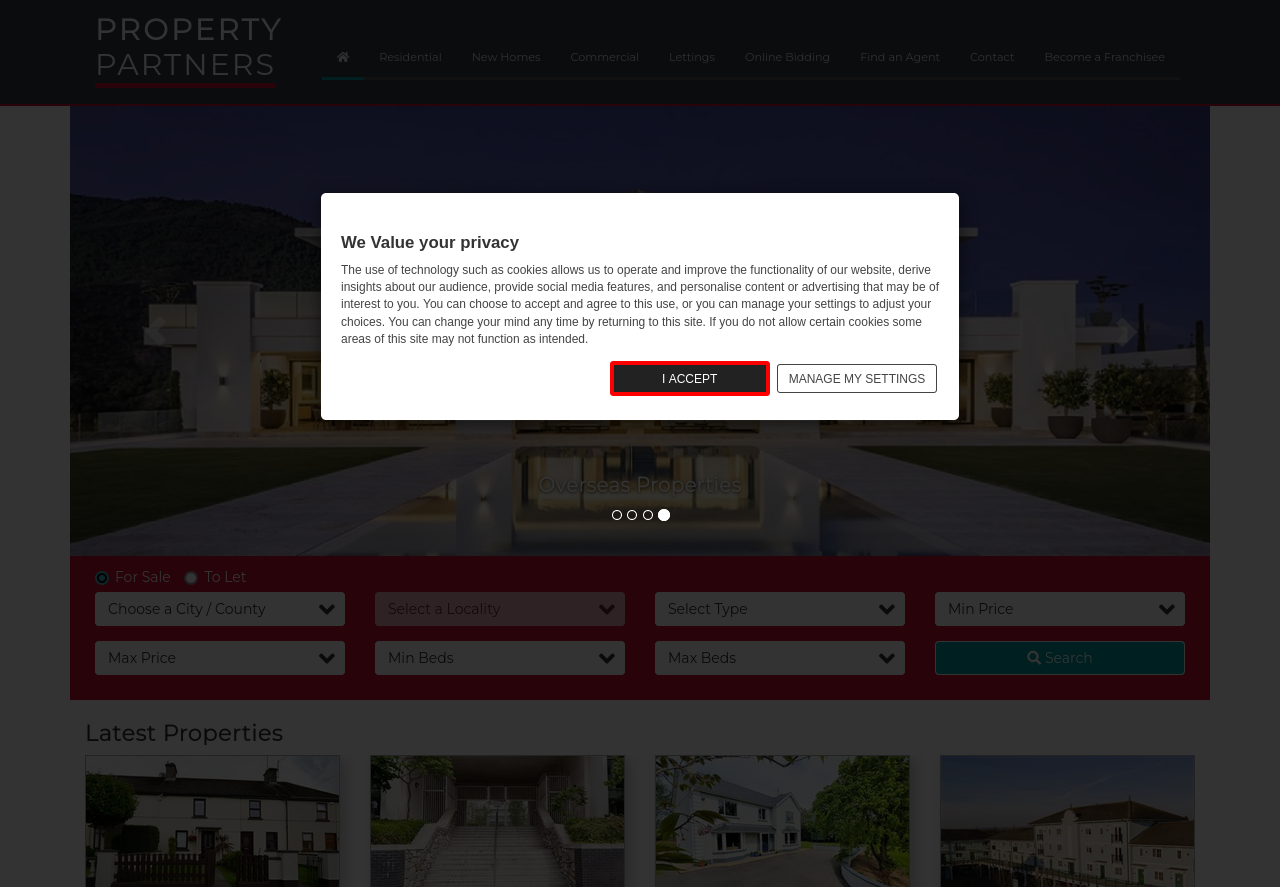 PROPERTY
PARTNERS
Residential
New Homes
Commercial
Lettings
Online Bidding
Find an Agent
Contact
Become a Franchisee
We Value your privacy
The use of technology such as cookies allows us to operate and improve the functionality of our website, derive
insights about our audience, provide social media features, and personalise content or advertising that may be of
interest to you. You can choose to accept and agree to this use, or you can manage your settings to adjust your
choices. You can change your mind any time by returning to this site. If you do not allow certain cookies some
areas of this site may not function as intended.
I ACCEPT
MANAGE MY SETTINGS
Overseas Properties
For Sale
To Let
Choose a City / County
Select a Locality
Select Type
Min Price
Max Price
Min Beds
Max Beds
Search
Latest Properties